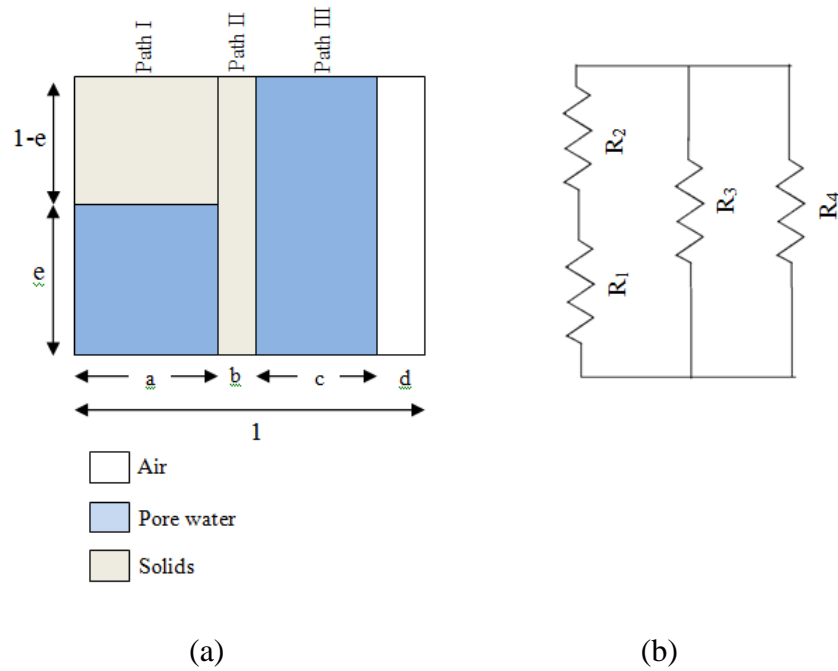 Path I
Path II
Path III
1-e
e
a
b
c
d
1
Air
Pore water
Solids
(a)
R₂
R₁
R₃
R₄
(b)